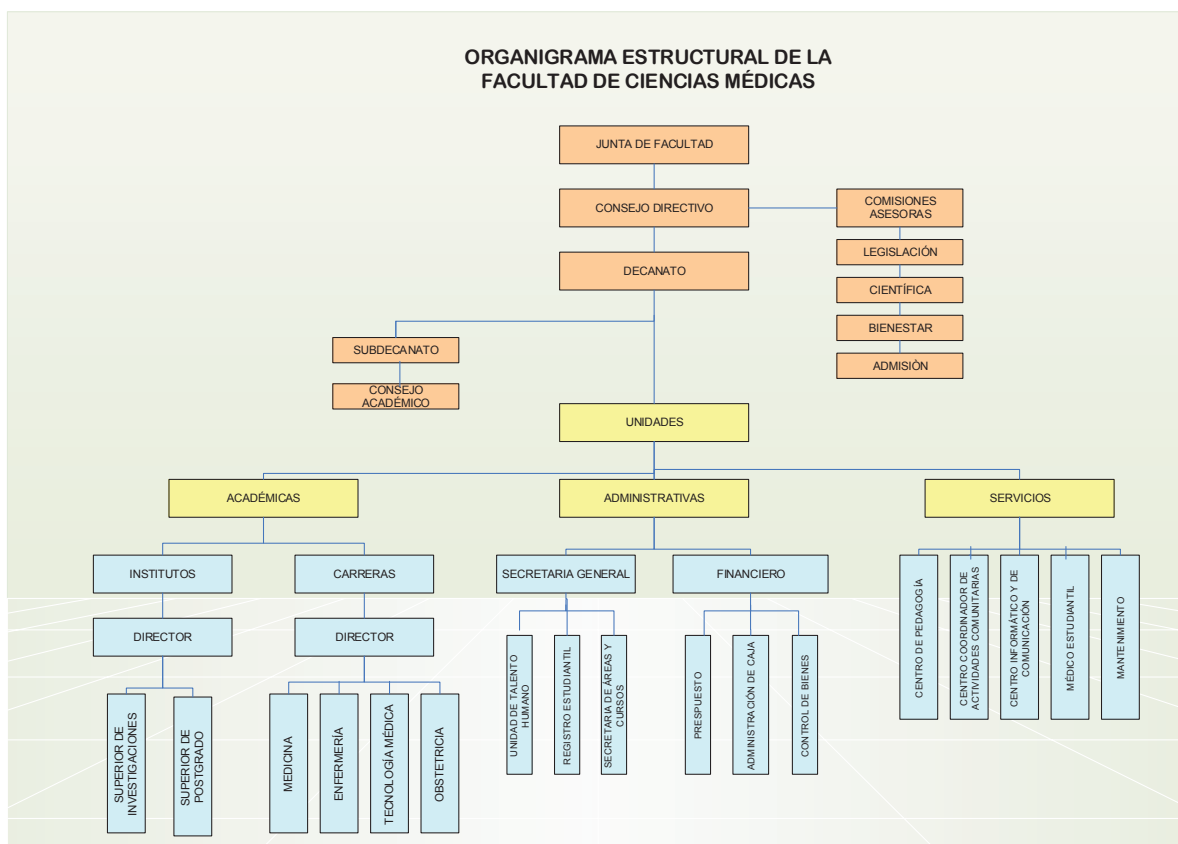 ORGANIGRAMA ESTRUCTURAL DE LA
FACULTAD DE CIENCIAS MÉDICAS
JUNTA DE FACULTAD
CONSEJO DIRECTIVO
COMISIONES
ASESORAS
DECANATO
LEGISLACIÓN
CIENTÍFICA
BIENESTAR
ADMISIÒN
SUBDECANATO
CONSEJO
ACADÉMICO
UNIDADES
ACADÉMICAS
ADMINISTRATIVAS
SERVICIOS
INSTITUTOS
CARRERAS
SECRETARIA GENERAL
FINANCIERO
DIRECTOR
DIRECTOR
SUPERIOR DE
INVESTIGACIONES
SUPERIOR DE
POSTGRADO
MEDICINA
ENFERMERÍA
TECNOLOGÍA MÉDICA
OBSTETRICIA
UNIDAD DE TALENTO
HUMANO
REGISTRO ESTUDIANTIL
SECRETARIA DE ÁREAS Y
CURSOS
PRESPUESTO
ADMINISTRACIÓN DE CAJA
CONTROL DE BIENES
CENTRO DE PEDAGOGÍA
CENTRO COORDINADOR DE
ACTIVIDADES COMUNITARIAS
CENTRO INFORMÁTICO Y DE
COMUNICACIÓN
MÉDICO ESTUDIANTIL
MANTENIMIENTO